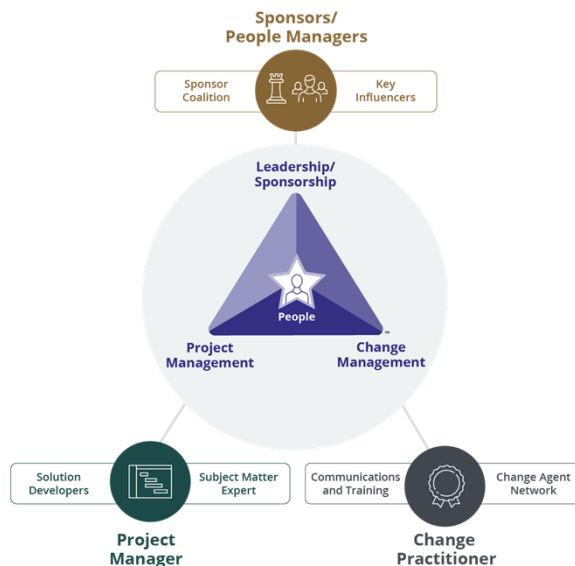 Sponsors/
People Managers
Sponsor
Coalition
Key
Influencers
Leadership/
Sponsorship
People
™
Project
Management
Change
Management
Solution
Developers
Subject Matter
Expert
Communications
and Training
Change Agent
Network
Project
Manager
Change
Practitioner